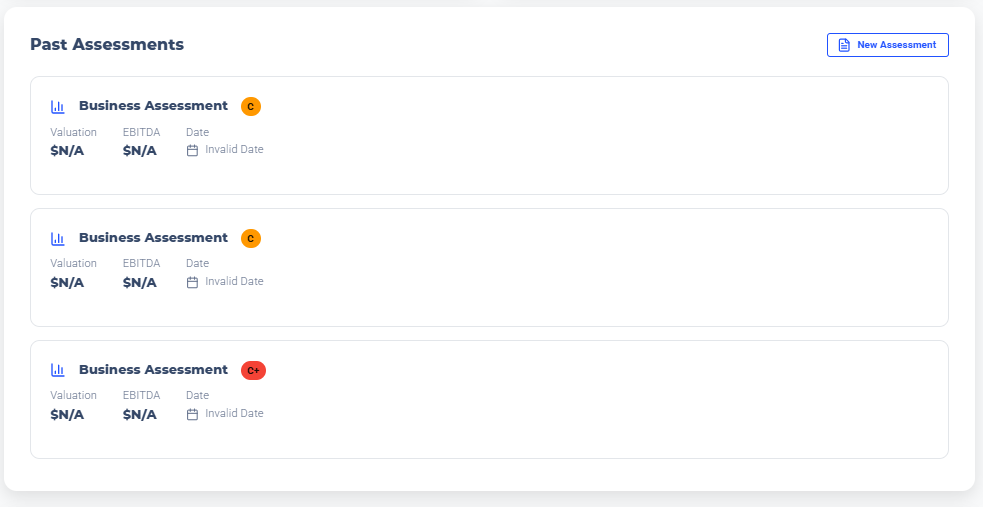 Past Assessments
New Assessment
Business Assessment C
Valuation EBITDA Date
$N/A $N/A Invalid Date
Business Assessment C
Valuation EBITDA Date
$N/A $N/A Invalid Date
Business Assessment C+
Valuation EBITDA Date
$N/A $N/A Invalid Date